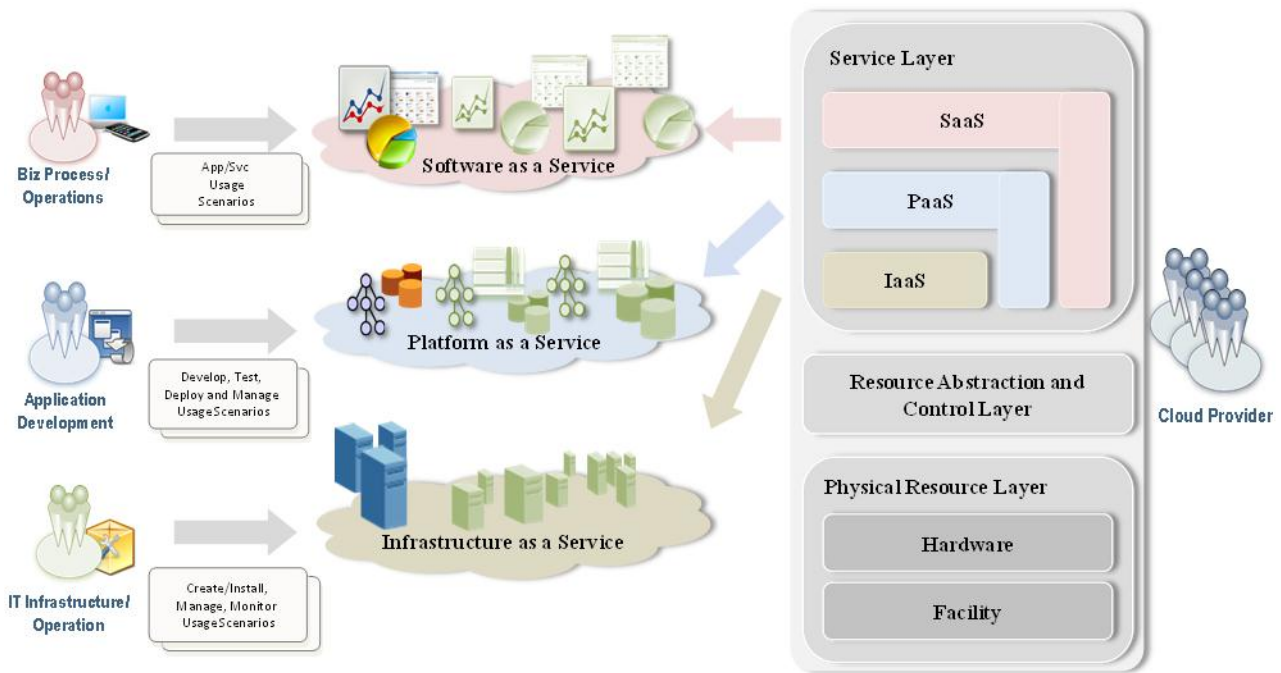 Biz Process/
Operations
App/Svc
Usage
Scenarios
Software as a Service
Application
Development
Develop, Test,
Deploy and Manage
UsageScenarios
Platform as a Service
IT Infrastructure/
Operation
Create/Install,
Manage, Monitor
UsageScenarios
Infrastructure as a Service
Service Layer
SaaS
PaaS
IaaS
Resource Abstraction and
Control Layer
Physical Resource Layer
Hardware
Facility
Cloud Provider